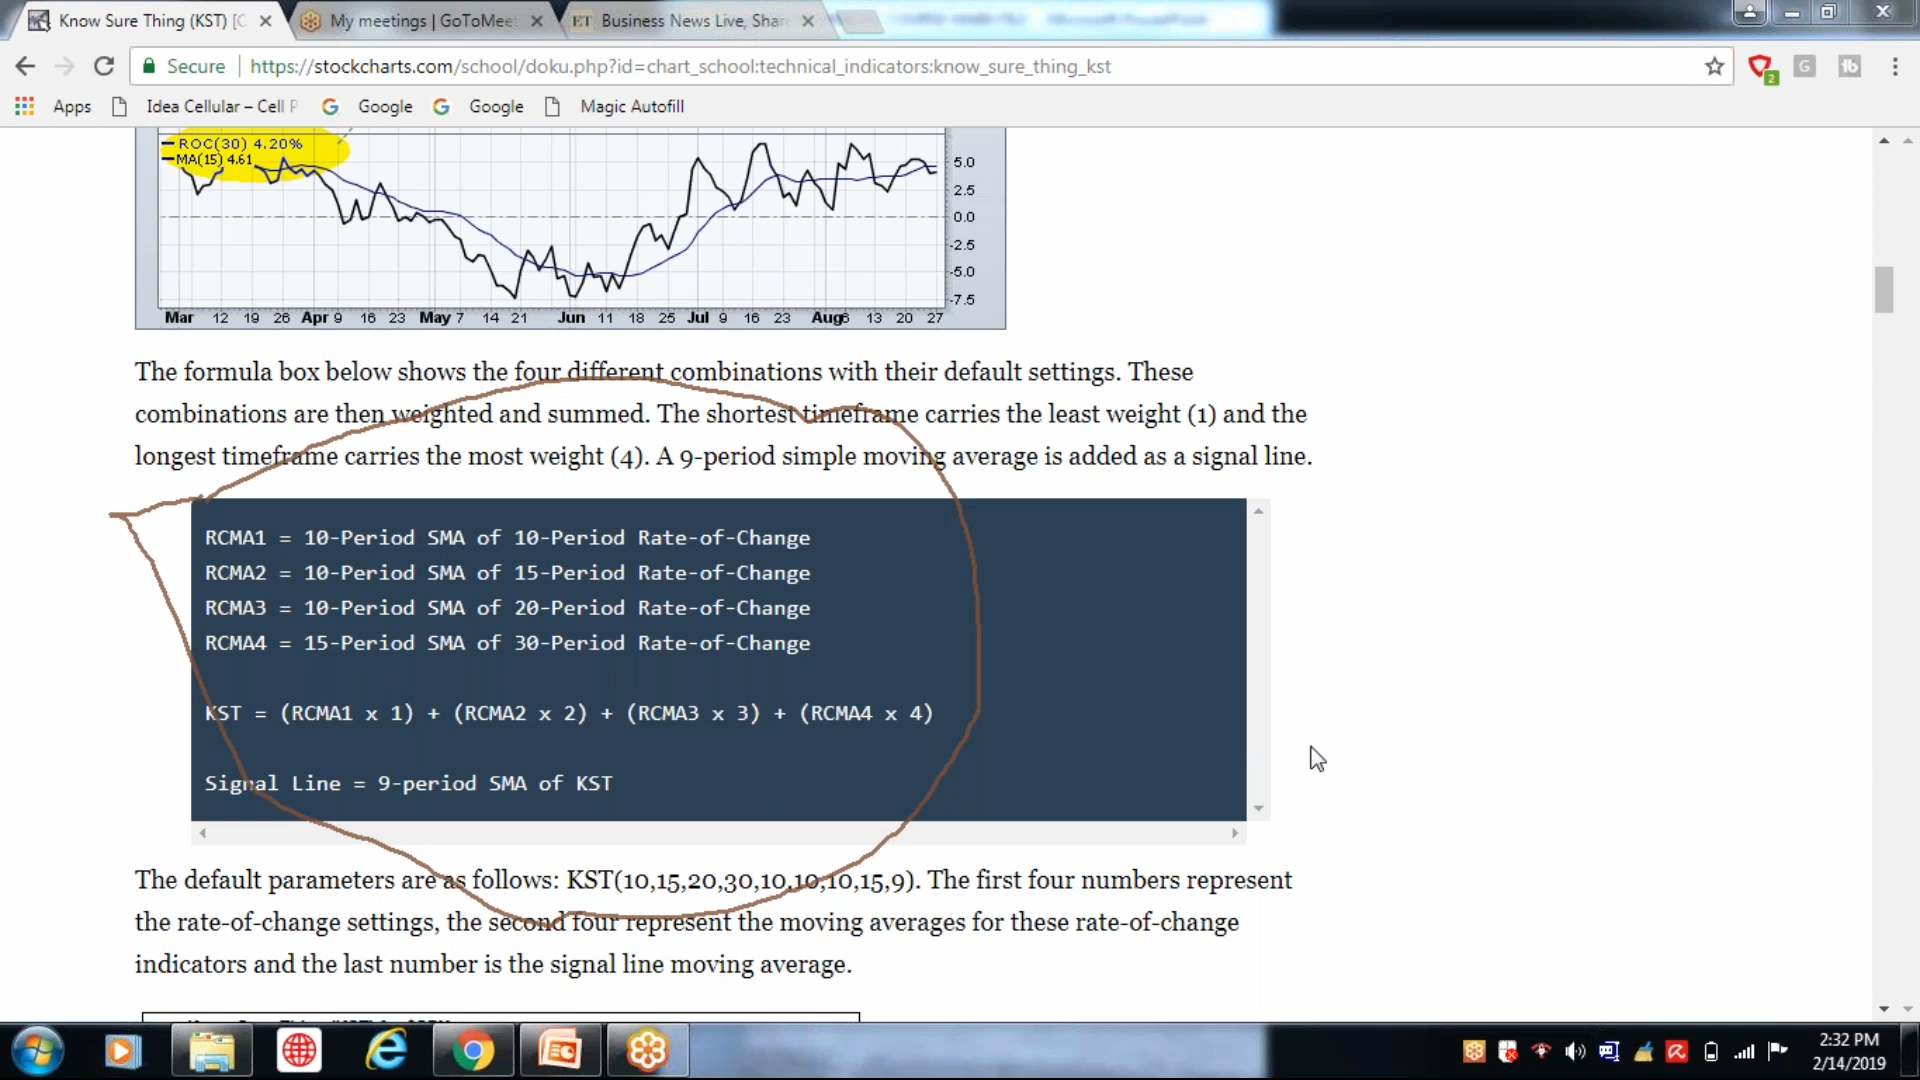 Know Sure Thing (KST) [C
My meetings | GoToMeet
ET Business News Live, Shar
Secure | https://stockcharts.com/school/doku.php?id=chart_school:technical_indicators:know_sure_thing_kst
2
Apps Idea Cellular – Cell P Google Google Magic Autofill
ROC(30) 4.20%
MA(15) 4.61
5.0
2.5
0.0
-2.5
-5.0
-7.5
Mar 12 19 26 Apr 9 16 23 May 7 14 21 Jun 11 18 25 Jul 9 16 23 Aug6 13 20 27
The formula box below shows the four different combinations with their default settings. These
combinations are then weighted and summed. The shortest timeframe carries the least weight (1) and the
longest timeframe carries the most weight (4). A 9-period simple moving average is added as a signal line.
RCMA1 = 10-Period SMA of 10-Period Rate-of-Change
RCMA2 = 10-Period SMA of 15-Period Rate-of-Change
RCMA3 = 10-Period SMA of 20-Period Rate-of-Change
RCMA4 = 15-Period SMA of 30-Period Rate-of-Change
KST = (RCMA1 x 1) + (RCMA2 x 2) + (RCMA3 x 3) + (RCMA4 x 4)
Signal Line = 9-period SMA of KST
The default parameters are as follows: KST(10,15,20,30,10,10,10,15,9). The first four numbers represent
the rate-of-change settings, the second four represent the moving averages for these rate-of-change
indicators and the last number is the signal line moving average.
2:32 PM
2/14/2019